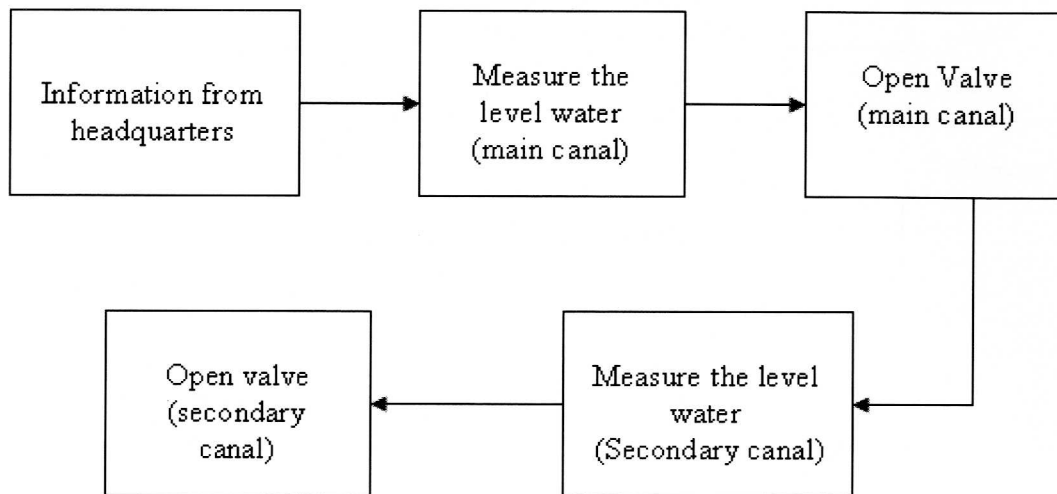 Information from
headquarters
Measure the
level water
(main canal)
Open Valve
(main canal)
Measure the level
water
(Secondary canal)
Open valve
(secondary
canal)